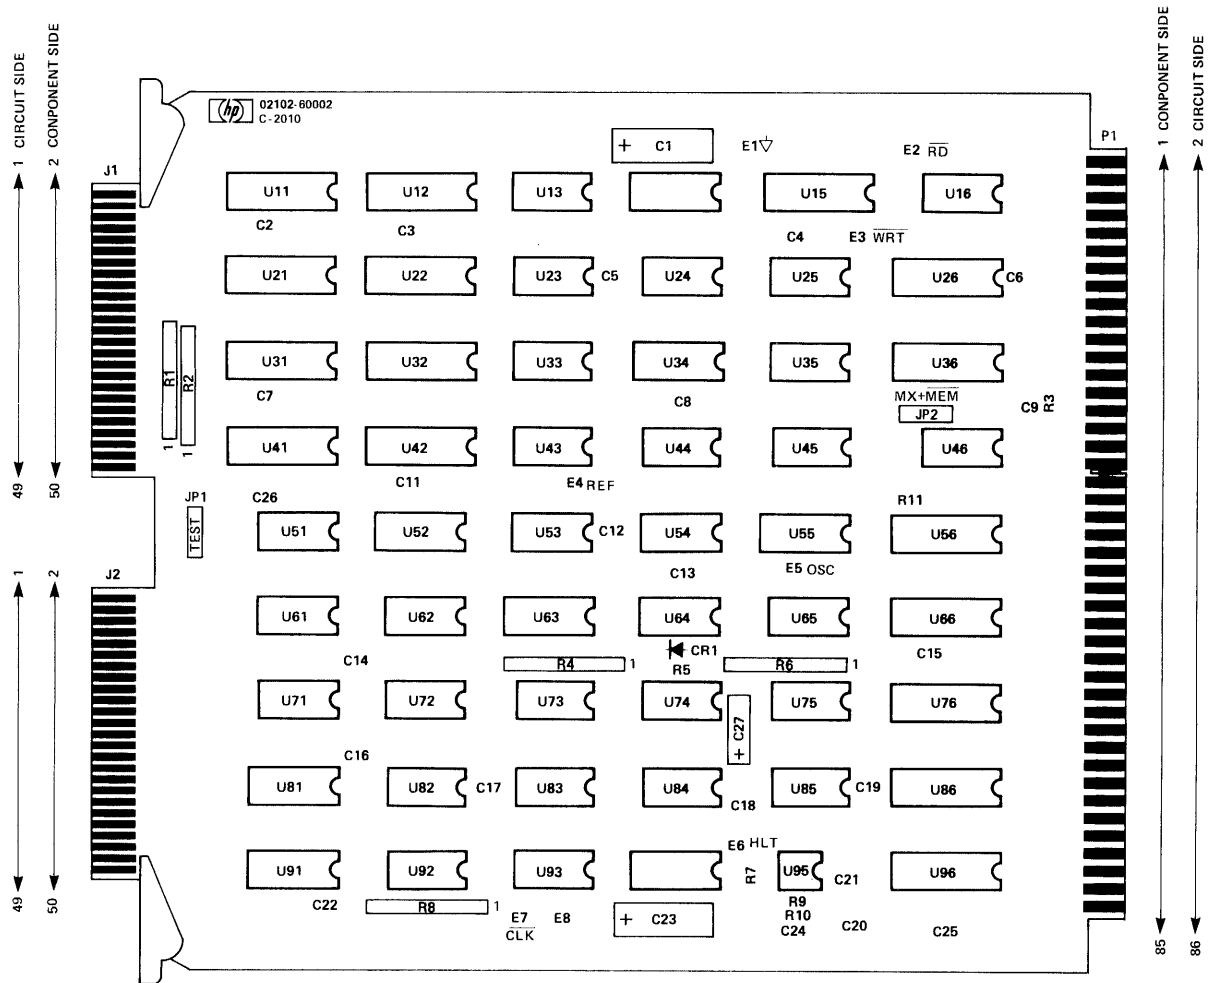 1 CIRCUIT SIDE
2 CONPONENT SIDE
1 CONPONENT SIDE
2 CIRCUIT SIDE
hp 02102-60002
C-2010
J1
P1
+ C1
E1
E2 RD
U11 U12 U13 U15 U16
C2 C3 C4 E3 WRT
U21 U22 U23 C5 U24 U25 U26 C6
R1 R2
U31 U32 U33 U34 U35 U36
C7 C8 MX+MEM
JP2
C9 R3
1 1
U41 U42 U43 U44 U45 U46
C11 E4 REF
49 50
JP1 C26 R11
TEST
U51 U52 U53 C12 U54 U55 U56
C13 E5 OSC
1 2
J2
U61 U62 U63 U64 U65 U66
C14 CR1 C15
R4 1 R5 R6 1
U71 U72 U73 U74 U75 U76
+ C27
C16
U81 U82 C17 U83 U84 U85 C19 U86
C18
E6 HLT
U91 U92 U93 R7 U95 C21 U96
C22 R8 1 + C23 R9
R10
E7 E8 C24 C20 C25
CLK
49 50
85 86